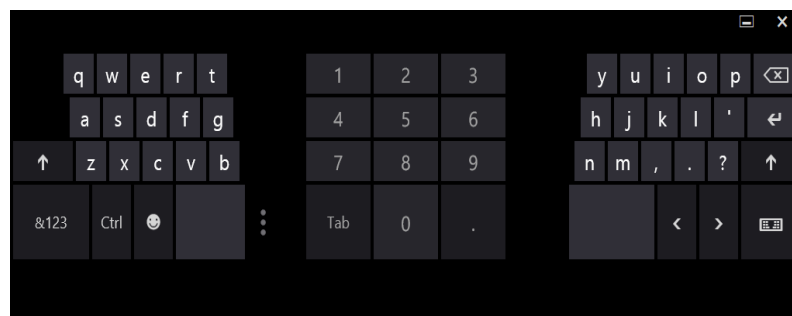 q w e r t 1 2 3 y u i o p
a s d f g 4 5 6 h j k l '
z x c v b 7 8 9 n m , . ?
&123 Ctrl Tab 0 . < >